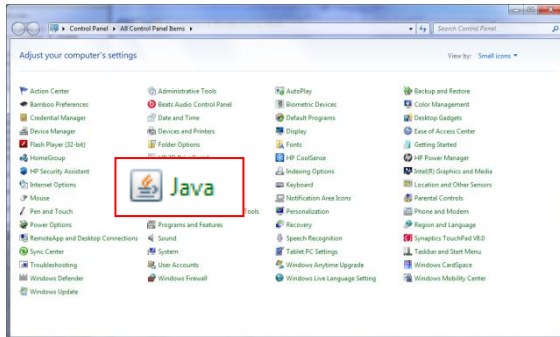 Control Panel ▸ All Control Panel Items ▸
Search Control Panel
Adjust your computer's settings
View by: Small icons
Action Center
Administrative Tools
AutoPlay
Backup and Restore
Bamboo Preferences
Beats Audio Control Panel
Biometric Devices
Color Management
Credential Manager
Date and Time
Default Programs
Desktop Gadgets
Device Manager
Devices and Printers
Display
Ease of Access Center
Flash Player (32-bit)
Folder Options
Fonts
Getting Started
HomeGroup
HP CoolSense
HP Power Manager
HP Security Assistant
Java
Indexing Options
Intel(R) Graphics and Media
Internet Options
Keyboard
Location and Other Sensors
Mouse
Notification Area Icons
Parental Controls
Pen and Touch
Tools
Personalization
Phone and Modem
Power Options
Programs and Features
Recovery
Region and Language
RemoteApp and Desktop Connections
Sound
Speech Recognition
Synaptics TouchPad V8.0
Sync Center
System
Tablet PC Settings
Taskbar and Start Menu
Troubleshooting
User Accounts
Windows Anytime Upgrade
Windows CardSpace
Windows Defender
Windows Firewall
Windows Live Language Setting
Windows Mobility Center
Windows Update